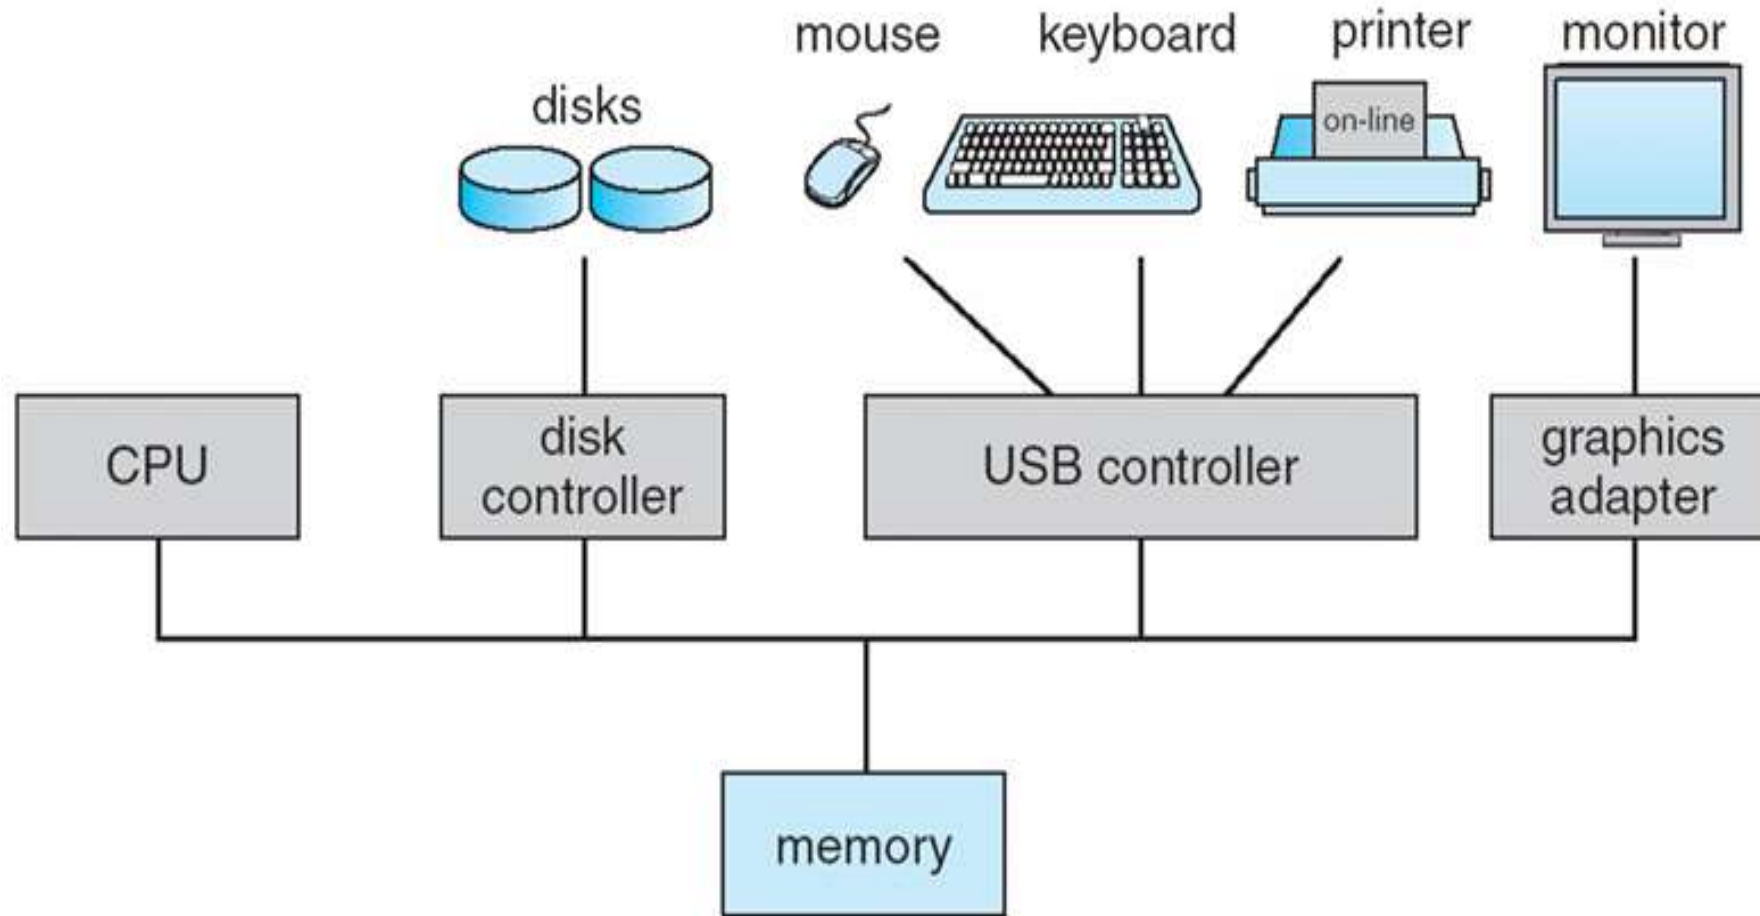 mouse
keyboard
printer
monitor
disks
on-line
CPU
disk
controller
USB controller
graphics
adapter
memory